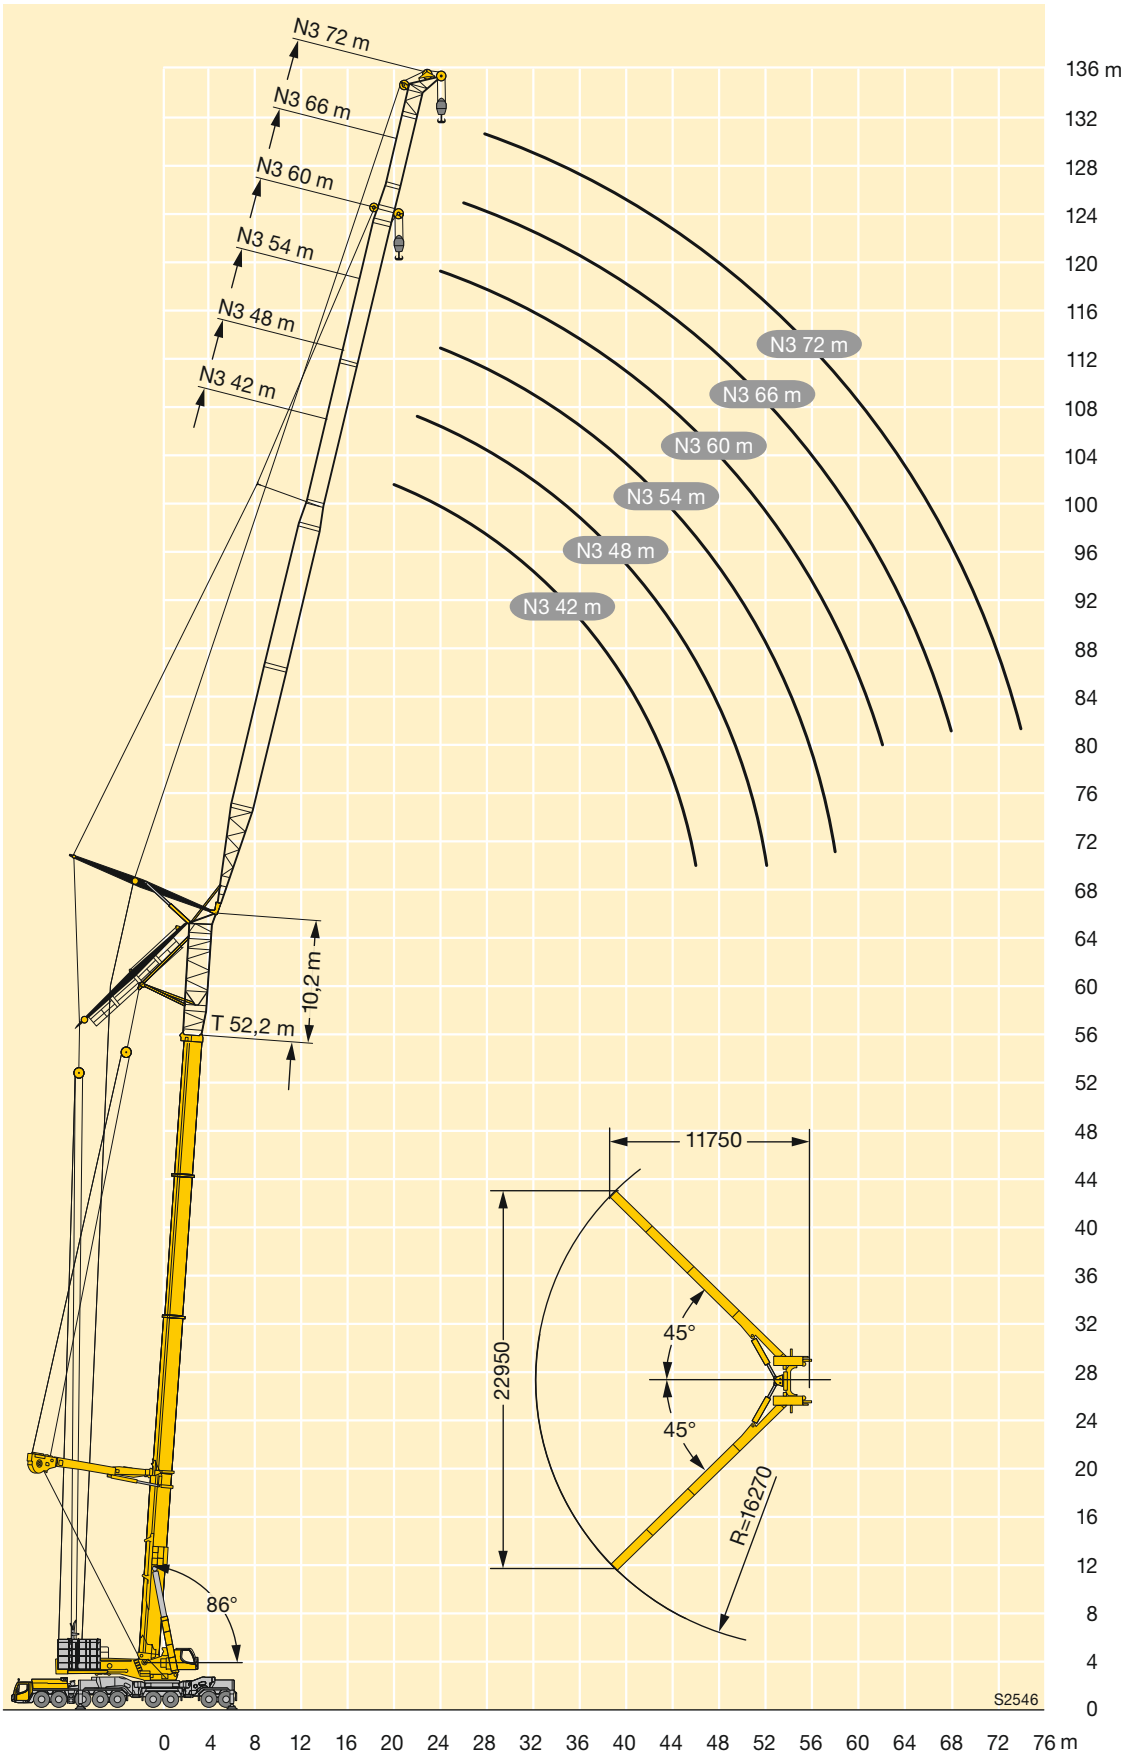 N3 72 m
N3 66 m
N3 60 m
N3 54 m
N3 48 m
N3 42 m
136 m
132
128
124
120
116
112
108
104
100
96
92
88
84
80
76
72
68
64
60
56
52
48
44
40
36
32
28
24
20
16
12
8
4
0
N3 72 m
N3 66 m
N3 60 m
N3 54 m
N3 48 m
N3 42 m
10,2 m
T 52,2 m
11750
22950
45°
45°
R=16270
86°
S2546
0 4 8 12 16 20 24 28 32 36 40 44 48 52 56 60 64 68 72 76 m